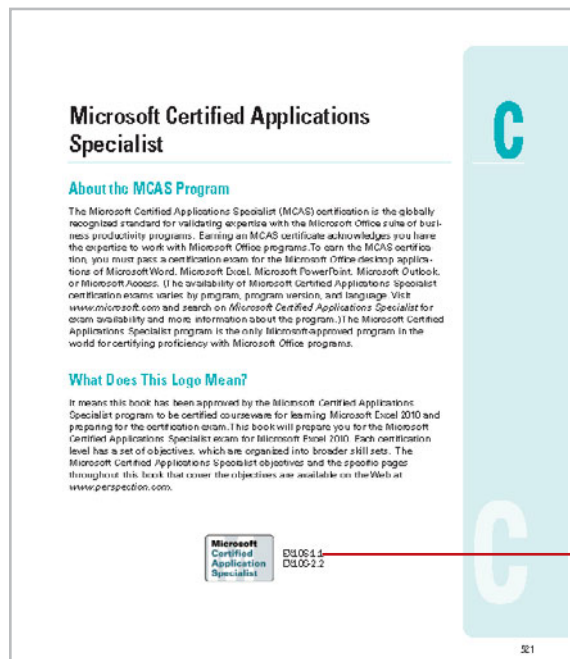 Microsoft Certified Applications
Specialist
C
About the MCAS Program
The Microsoft Certified Applications Specialist (MCAS) certification is the globally
recognized standard for validating expertise with the Microsoft Office suite of busi-
ness productivity programs. Earning an MCAS certificate acknowledges you have
the expertise to work with Microsoft Office programs. To earn the MCAS certifica-
tion, you must pass a certification exam for the Microsoft Office desktop applica-
tions of Microsoft Word, Microsoft Excel, Microsoft PowerPoint, Microsoft Outlook,
or Microsoft Access. (The availability of Microsoft Certified Applications Specialist
certification exams varies by program, program version, and language. Visit
www.microsoft.com and search on Microsoft Certified Applications Specialist for
exam availability and more information about the program.) The Microsoft Certified
Applications Specialist program is the only Microsoft-approved program in the
world for certifying proficiency with Microsoft Office programs.
What Does This Logo Mean?
It means this book has been approved by the Microsoft Certified Applications
Specialist program to be certified courseware for learning Microsoft Excel 2010 and
preparing for the certification exam. This book will prepare you for the Microsoft
Certified Applications Specialist exam for Microsoft Excel 2010. Each certification
level has a set of objectives, which are organized into broader skill sets. The
Microsoft Certified Applications Specialist objectives and the specific pages
throughout this book that cover the objectives are available on the Web at
www.perspection.com.
Microsoft
Certified
Application
Specialist
EX10S-1.1
EX10S-2.2
C
521